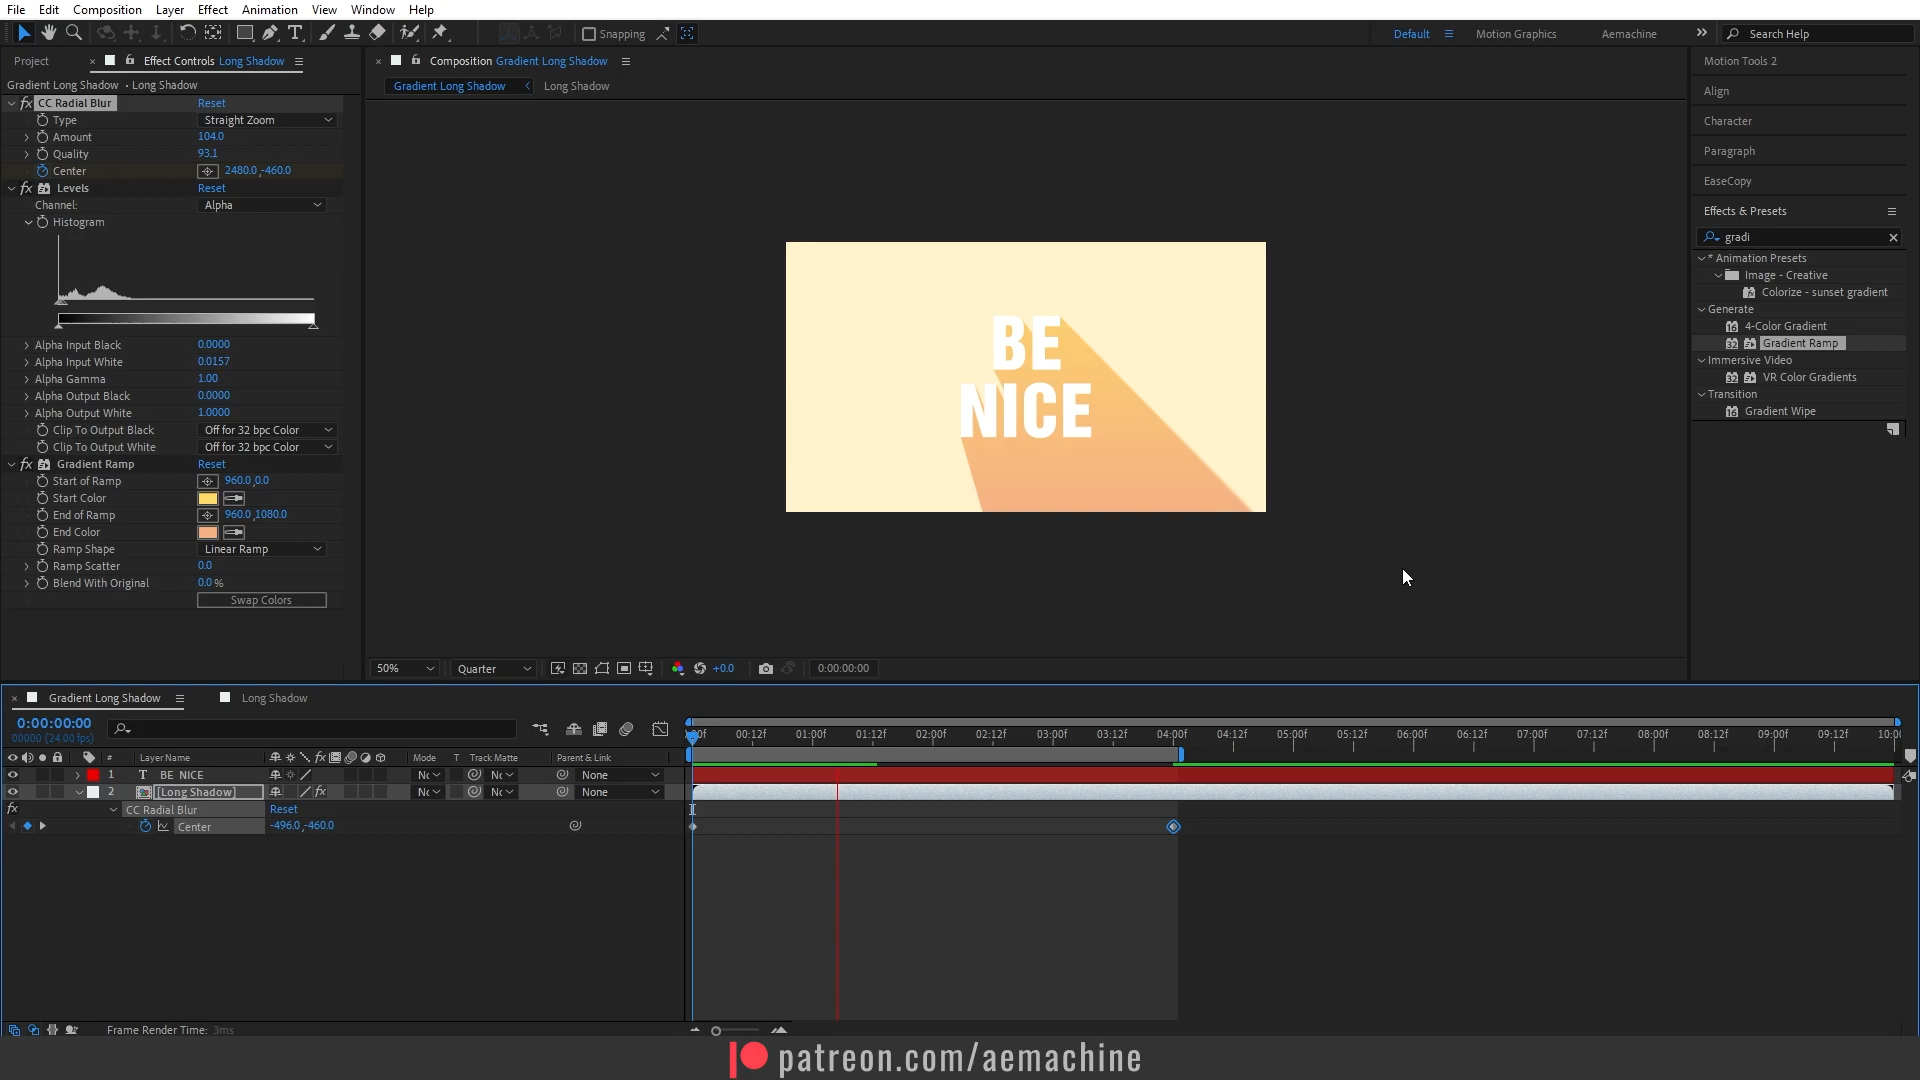 File Edit Composition Layer Effect Animation View Window Help
Snapping
Default Motion Graphics Aemachine Search Help
Project Effect Controls Long Shadow
Composition Gradient Long Shadow
Gradient Long Shadow • Long Shadow
Gradient Long Shadow Long Shadow
fx CC Radial Blur Reset
Type Straight Zoom
Amount 104.0
Quality 93.1
Center 2480.0 ,-460.0
fx Levels Reset
Channel: Alpha
Histogram
Alpha Input Black 0.0000
Alpha Input White 0.0157
Alpha Gamma 1.00
Alpha Output Black 0.0000
Alpha Output White 1.0000
Clip To Output Black Off for 32 bpc Color
Clip To Output White Off for 32 bpc Color
fx Gradient Ramp Reset
Start of Ramp 960.0 ,0.0
Start Color
End of Ramp 960.0 ,1080.0
End Color
Ramp Shape Linear Ramp
Ramp Scatter 0.0
Blend With Original 0.0 %
Swap Colors
BE
NICE
Motion Tools 2
Align
Character
Paragraph
EaseCopy
Effects & Presets
gradi
* Animation Presets
Image - Creative
Colorize - sunset gradient
Generate
4-Color Gradient
Gradient Ramp
Immersive Video
VR Color Gradients
Transition
Gradient Wipe
50% Quarter +0.0 0:00:00:00
Gradient Long Shadow Long Shadow
0:00:00:00
00000 (24.00 fps)
00f 00:12f 01:00f 01:12f 02:00f 02:12f 03:00f 03:12f 04:00f 04:12f 05:00f 05:12f 06:00f 06:12f 07:00f 07:12f 08:00f 08:12f 09:00f 09:12f 10:00
# Layer Name fx Mode T Track Matte Parent & Link
1 T BE NICE None
2 [Long Shadow] fx None
fx CC Radial Blur Reset
Center -496.0 ,-460.0
Frame Render Time: 3ms
patreon.com/aemachine